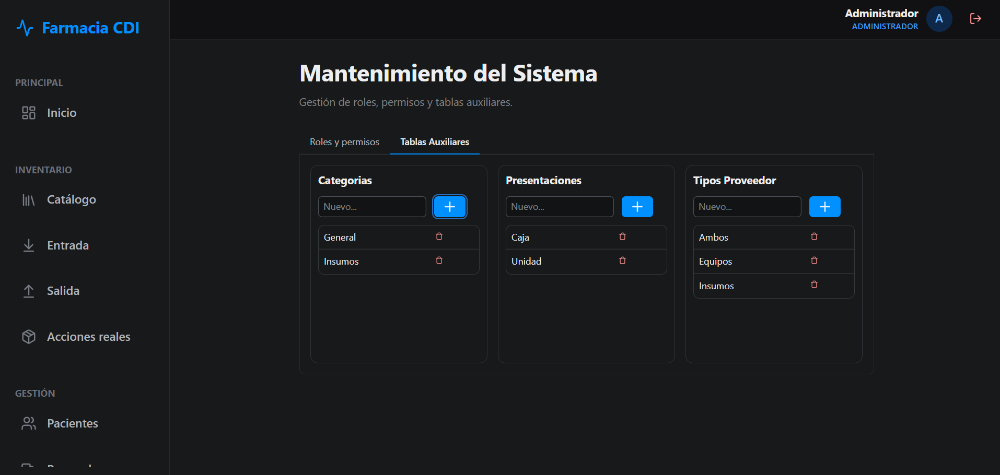 Farmacia CDI
PRINCIPAL
Inicio
INVENTARIO
Catálogo
Entrada
Salida
Acciones reales
GESTIÓN
Pacientes
Administrador
ADMINISTRADOR
A
Mantenimiento del Sistema
Gestión de roles, permisos y tablas auxiliares.
Roles y permisos
Tablas Auxiliares
Categorias
Nuevo...
General
Insumos
Presentaciones
Nuevo...
Caja
Unidad
Tipos Proveedor
Nuevo...
Ambos
Equipos
Insumos